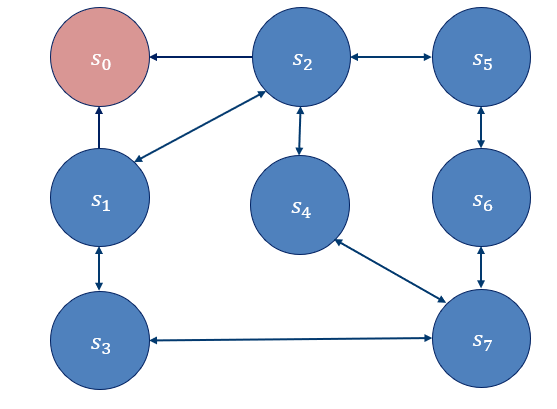 s₀ s₂ s₅
s₁ s₄ s₆
s₃ s₇